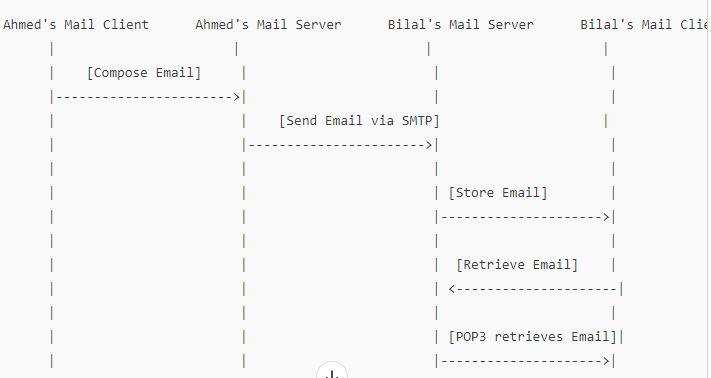 Ahmed's Mail Client Ahmed's Mail Server Bilal's Mail Server Bilal's Mail Clie
[Compose Email]
[Send Email via SMTP]
[Store Email]
[Retrieve Email]
[POP3 retrieves Email]